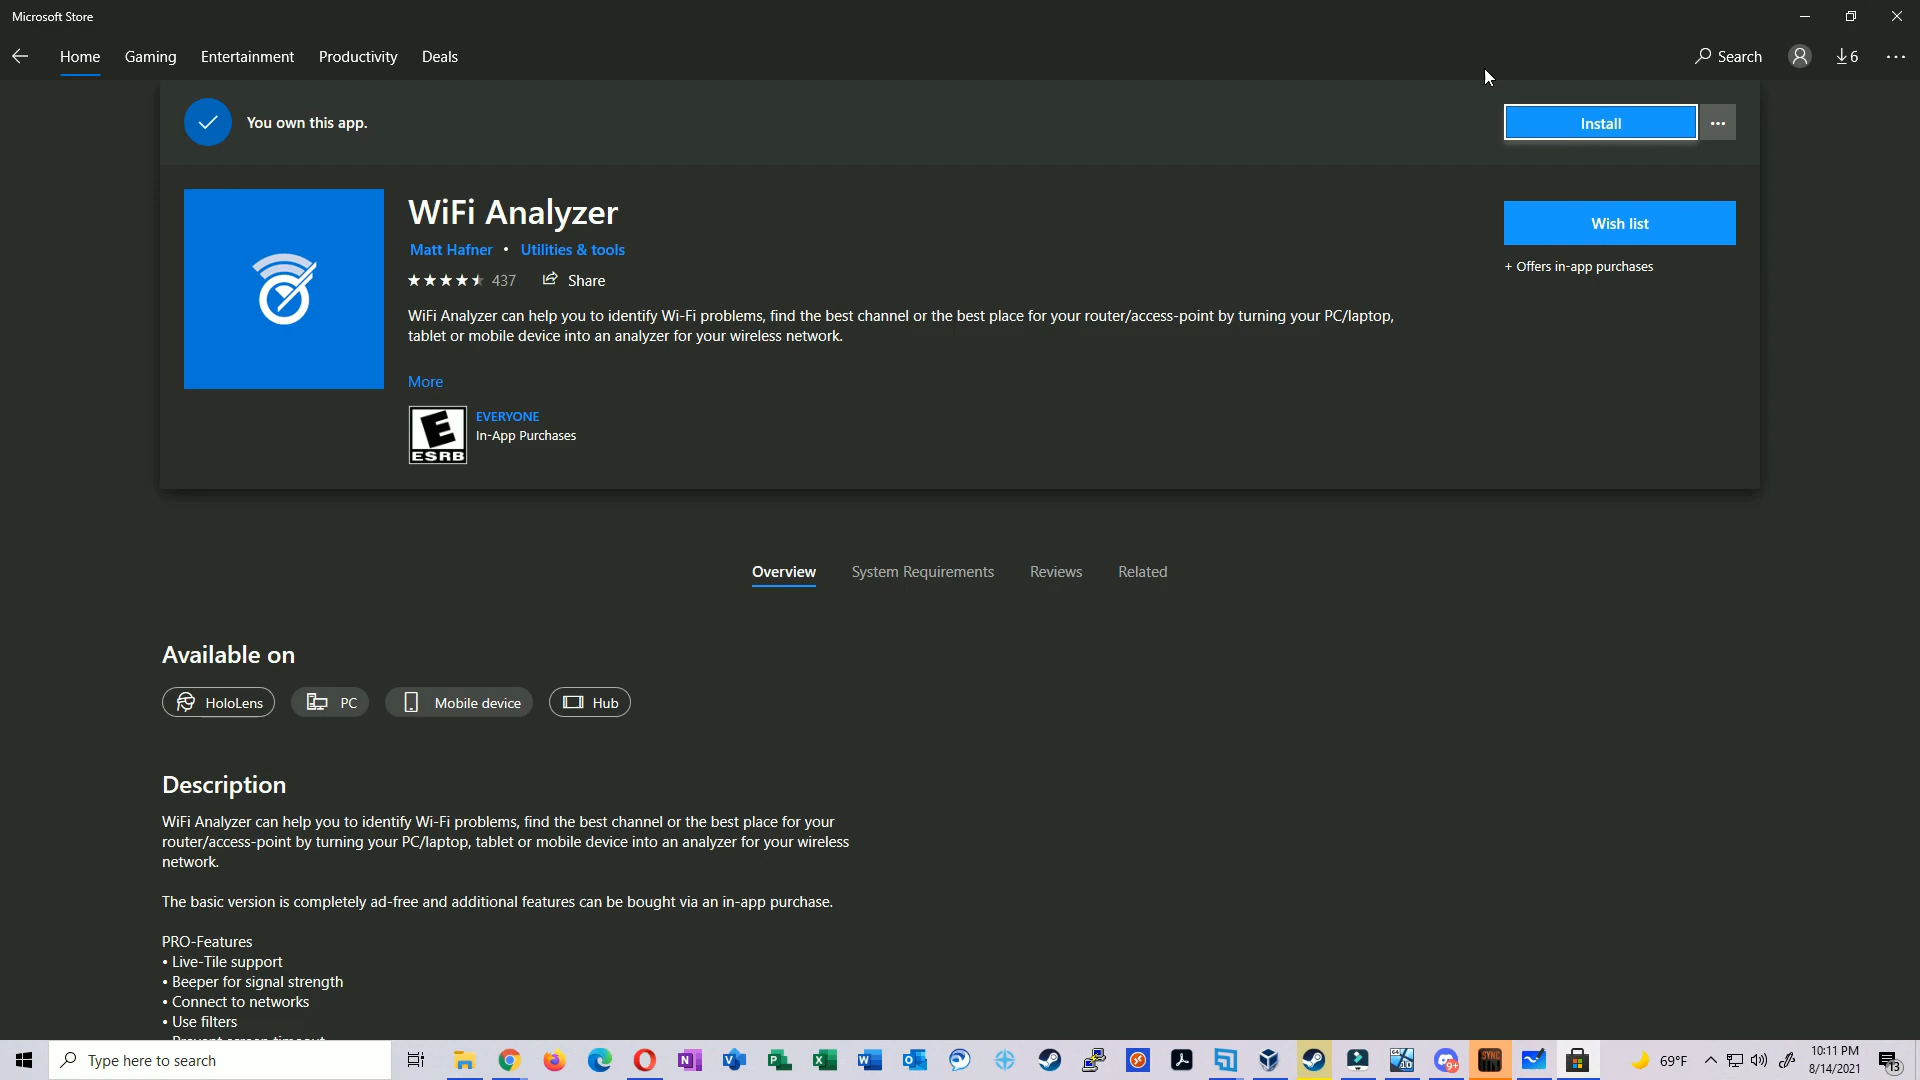 Microsoft Store
Home Gaming Entertainment Productivity Deals
Search
6
You own this app.
Install
WiFi Analyzer
Matt Hafner • Utilities & tools
437 Share
Wish list
+ Offers in-app purchases
WiFi Analyzer can help you to identify Wi-Fi problems, find the best channel or the best place for your router/access-point by turning your PC/laptop,
tablet or mobile device into an analyzer for your wireless network.
More
E
ESRB
EVERYONE
In-App Purchases
Overview System Requirements Reviews Related
Available on
HoloLens PC Mobile device Hub
Description
WiFi Analyzer can help you to identify Wi-Fi problems, find the best channel or the best place for your
router/access-point by turning your PC/laptop, tablet or mobile device into an analyzer for your wireless
network.
The basic version is completely ad-free and additional features can be bought via an in-app purchase.
PRO-Features
• Live-Tile support
• Beeper for signal strength
• Connect to networks
• Use filters
Type here to search
69°F
10:11 PM
8/14/2021
13